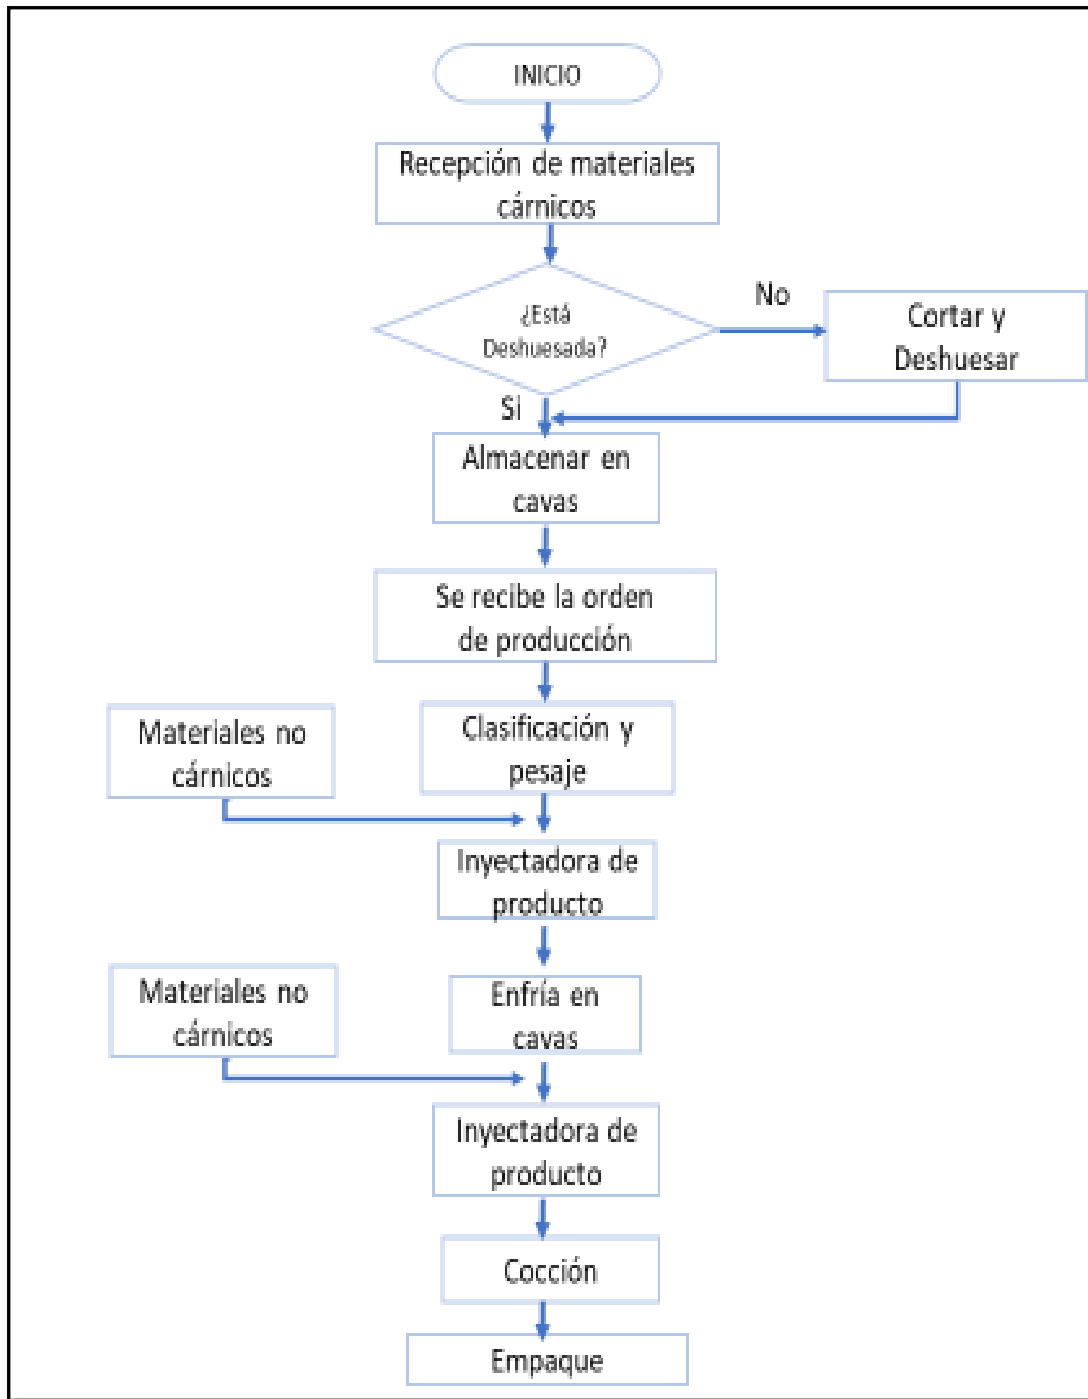 INICIO
Recepción de materiales
cárnicos
¿Está
Deshuesada?
No
Cortar y
Deshuesar
Si
Almacenar en
cavas
Se recibe la orden
de producción
Clasificación y
pesaje
Materiales no
cárnicos
Inyectadora de
producto
Enfría en
cavas
Materiales no
cárnicos
Inyectadora de
producto
Cocción
Empaque